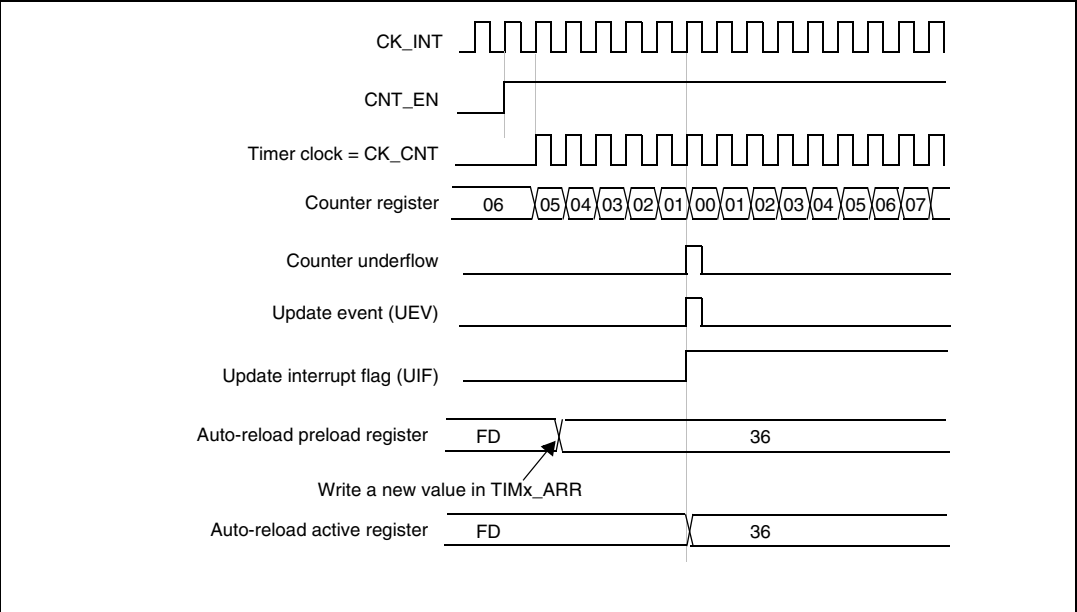 CK_INT
CNT_EN
Timer clock = CK_CNT
Counter register 06 05 04 03 02 01 00 01 02 03 04 05 06 07
Counter underflow
Update event (UEV)
Update interrupt flag (UIF)
Auto-reload preload register FD 36
Write a new value in TIMx_ARR
Auto-reload active register FD 36